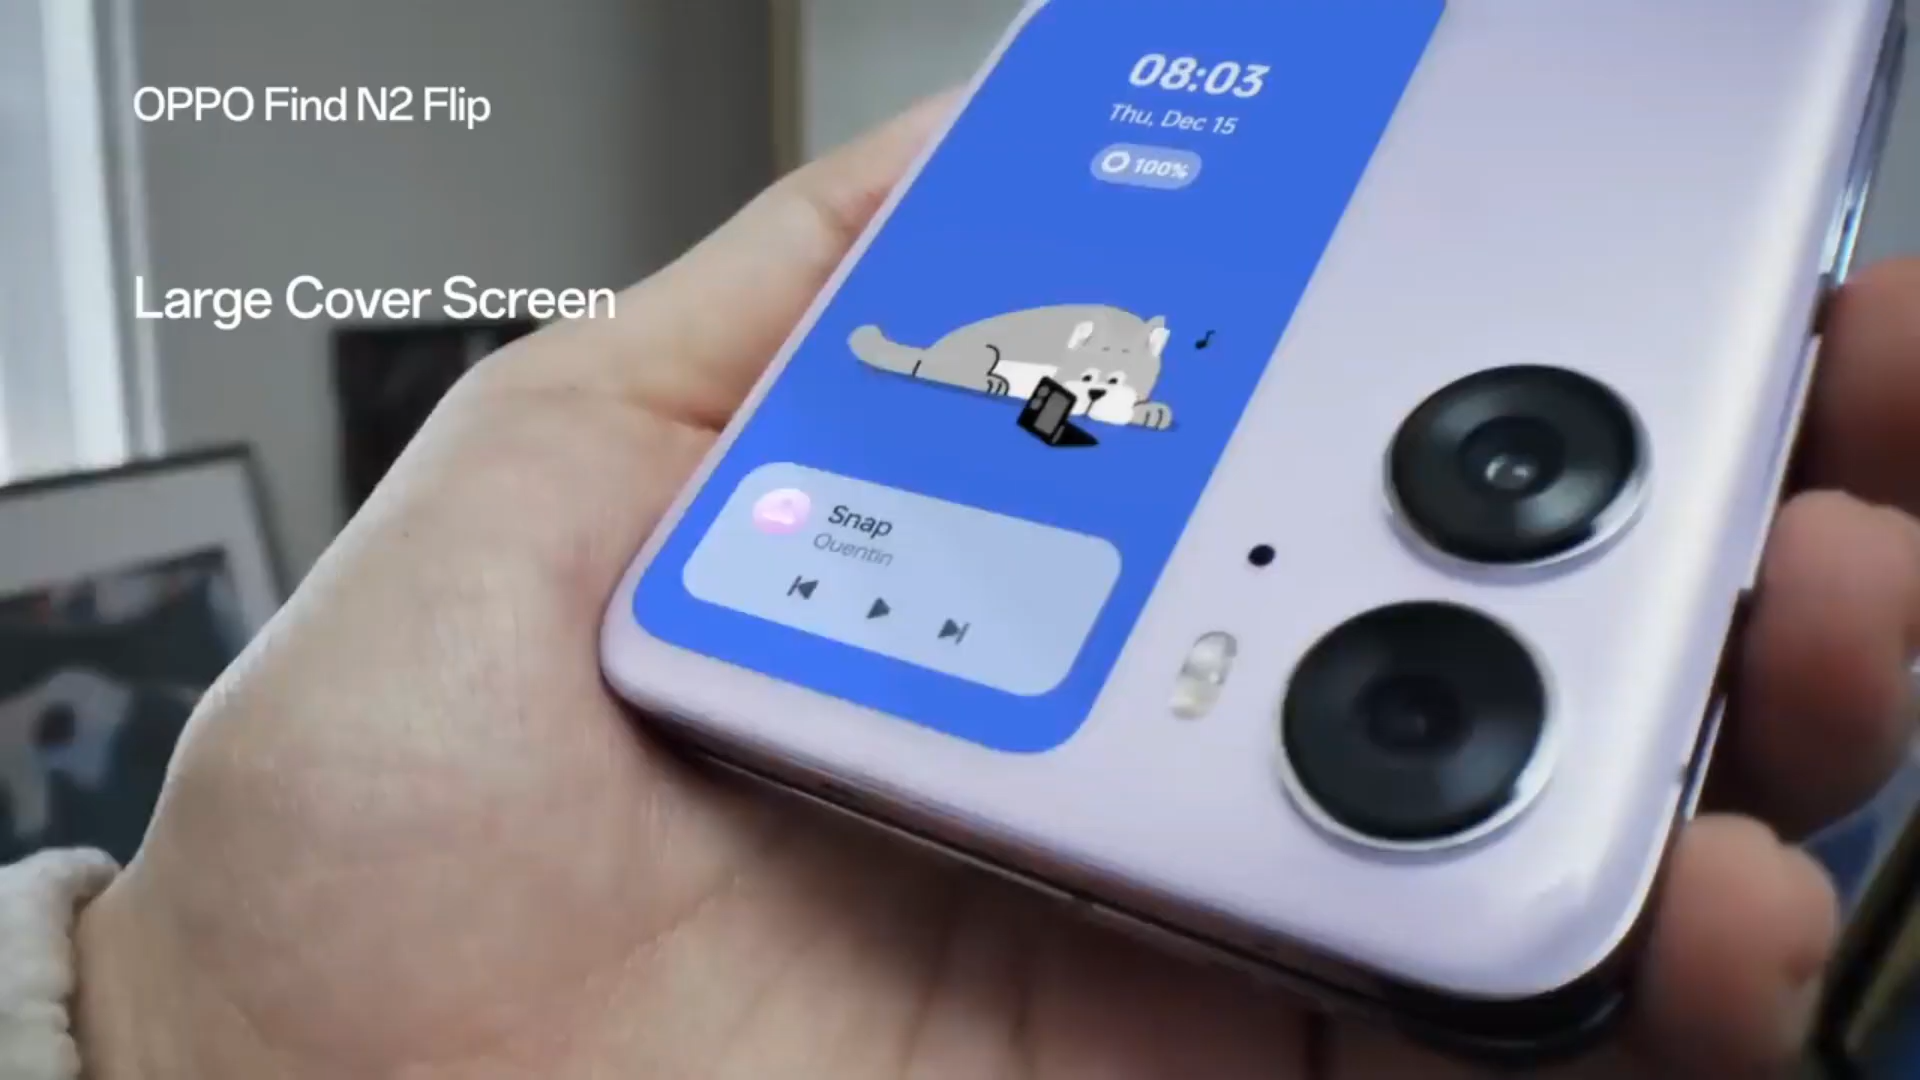 OPPO Find N2 Flip
Large Cover Screen
08:03
Thu, Dec 15
100%
Snap
Quentin